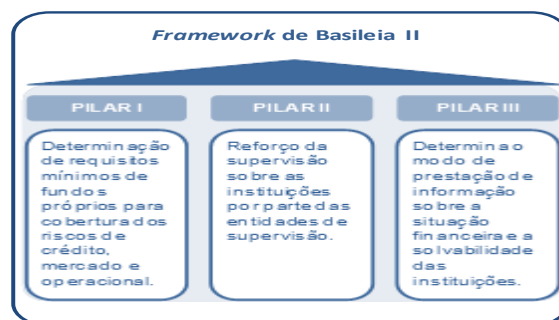 Framework de Basileia II
PILAR I
Determinação
de requisitos
mínimos de
fundos
próprios para
cobertura dos
riscos de
crédito,
mercado e
operacional.
PILAR II
Reforço da
supervisão
sobre as
instituições
por parte das
entidades de
supervisão.
PILAR III
Determina o
modo de
prestação de
informação
sobre a
situação
financeira e a
solvabilidade
das
instituições.